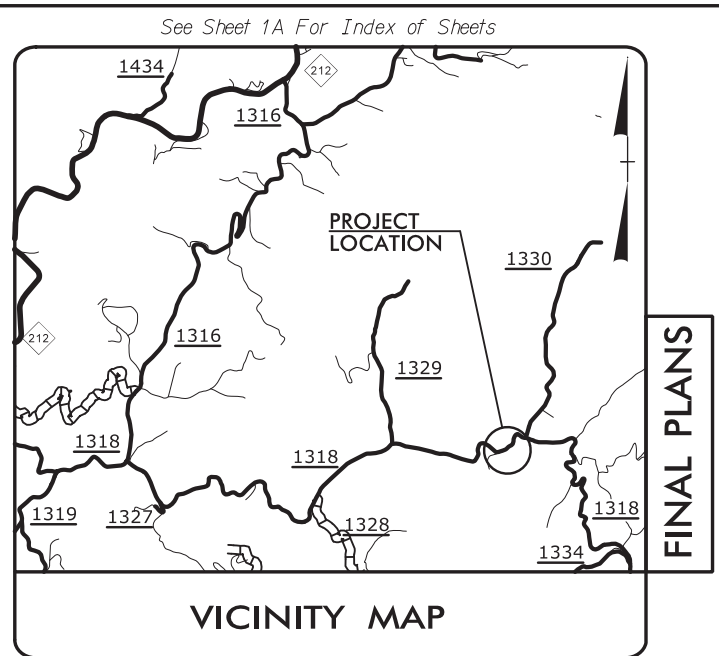 See Sheet 1A For Index of Sheets
1434
212
1316
PROJECT
LOCATION
1330
212
1316
1329
1318
1318
1319
1327
1328
1318
1334
FINAL PLANS
VICINITY MAP